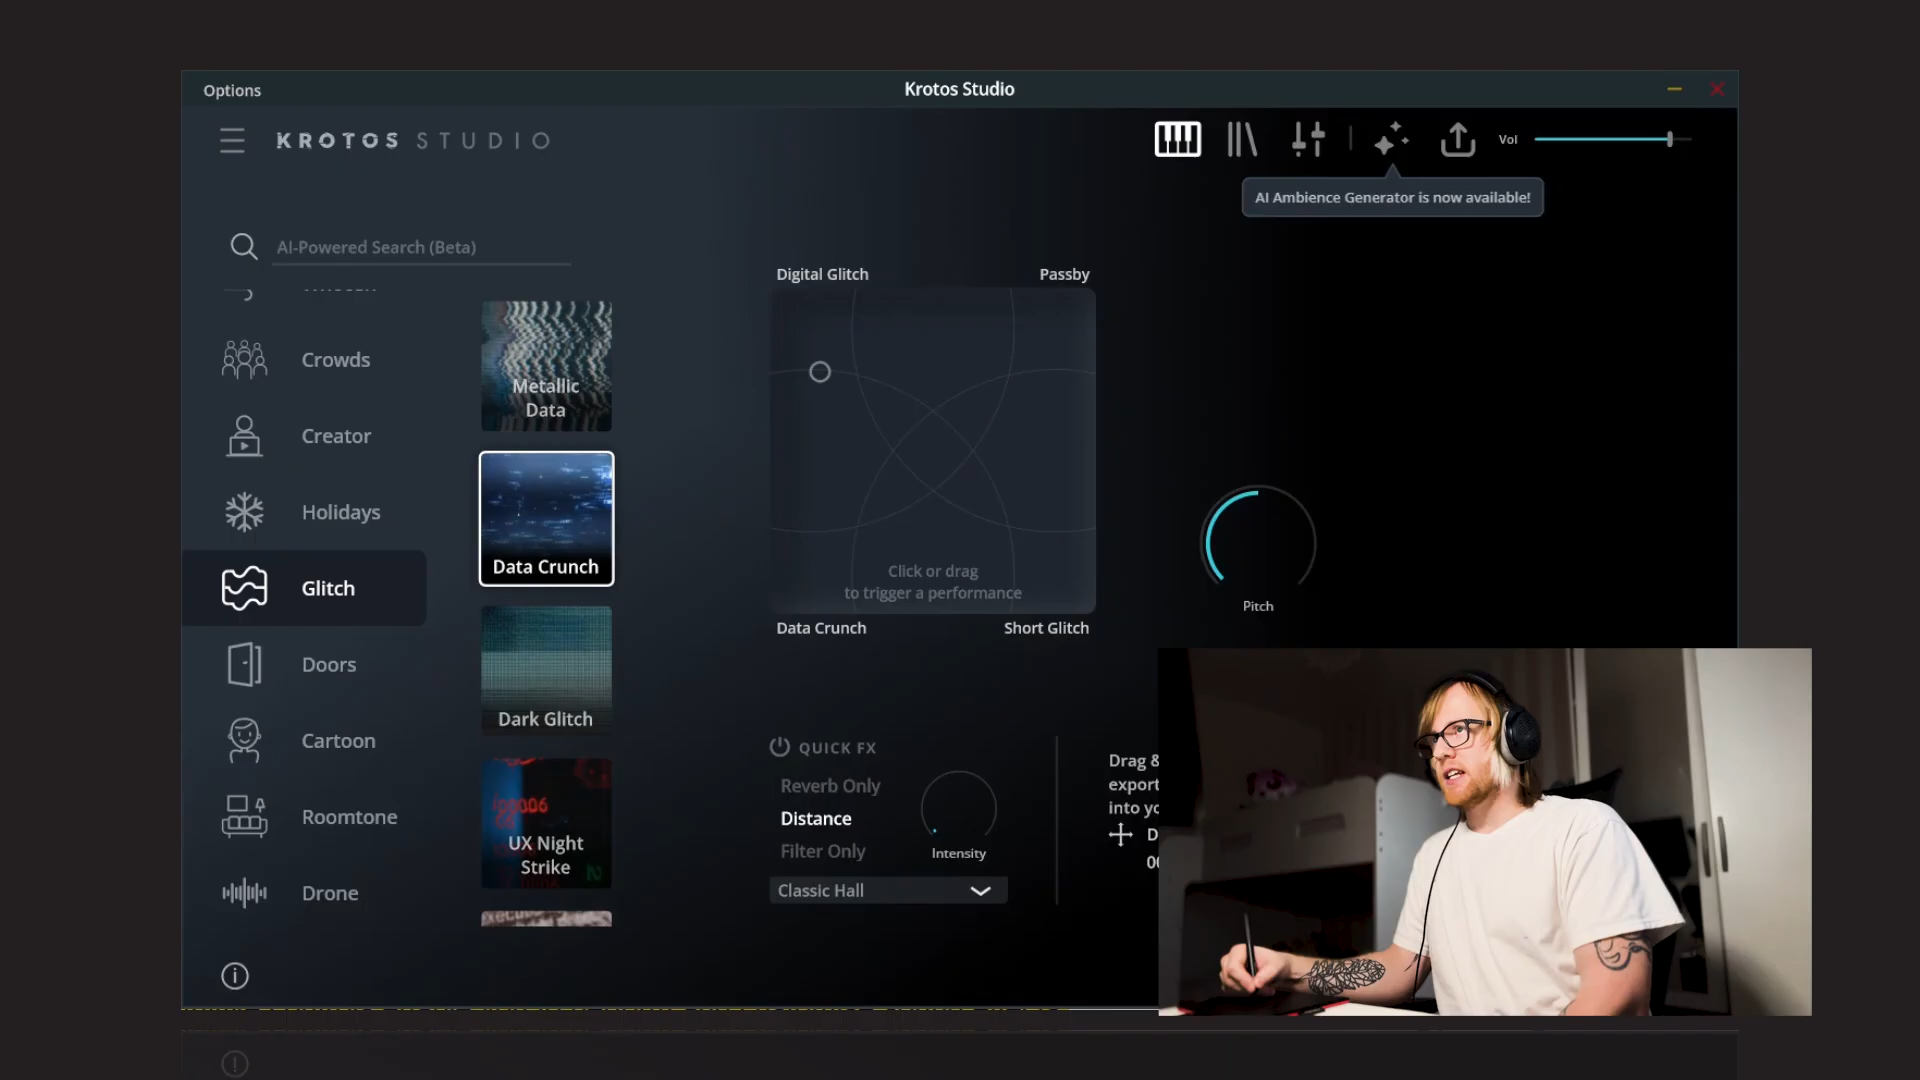 Options
Krotos Studio
KROTOS STUDIO
Vol
AI Ambience Generator is now available!
AI-Powered Search (Beta)
Crowds
Creator
Holidays
Glitch
Doors
Cartoon
Roomtone
Drone
Metallic
Data
Data Crunch
Dark Glitch
UX Night
Strike
Digital Glitch
Passby
Click or drag
to trigger a performance
Data Crunch
Short Glitch
Pitch
QUICK FX
Reverb Only
Distance
Filter Only
Intensity
Classic Hall
Drag &
export
into